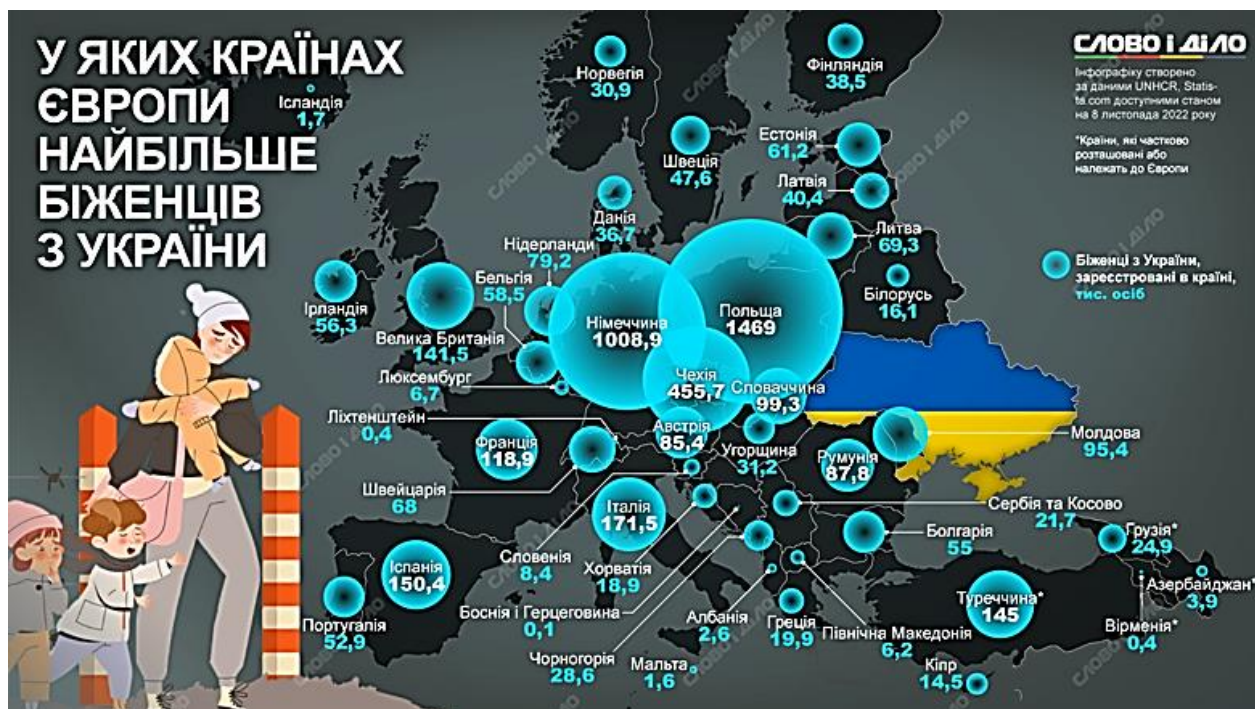 У ЯКИХ КРАЇНАХ
ЄВРОПИ
НАЙБІЛЬШЕ
БІЖЕНЦІВ
З УКРАЇНИ
СЛОВО і ДіЛО
Інфографіку створено
за даними UNHCR, Statis-
ta.com доступними станом
на 8 листопада 2022 року
*Країни, які частково
розташовані або
належать до Європи
Біженці з України,
зареєстровані в країні,
тис. осіб
Ісландія
1,7
Норвегія
30,9
Фінляндія
38,5
Швеція
47,6
Естонія
61,2
Латвія
40,4
Литва
69,3
Данія
36,7
Нідерланди
79,2
Бельгія
58,5
Білорусь
16,1
Ірландія
56,3
Велика Британія
141,5
Німеччина
1008,9
Польща
1469
Люксембург
6,7
Чехія
455,7
Словаччина
99,3
Ліхтенштейн
0,4
Франція
118,9
Австрія
85,4
Угорщина
31,2
Румунія
87,8
Молдова
95,4
Швейцарія
68
Італія
171,5
Сербія та Косово
21,7
Словенія
8,4
Хорватія
18,9
Болгарія
55
Грузія*
24,9
Іспанія
150,4
Азербайджан*
3,9
Португалія
52,9
Боснія і Герцеговина
0,1
Албанія
2,6
Греція
19,9
Північна Македонія
6,2
Туреччина*
145
Вірменія*
0,4
Чорногорія
28,6
Мальта
1,6
Кіпр
14,5